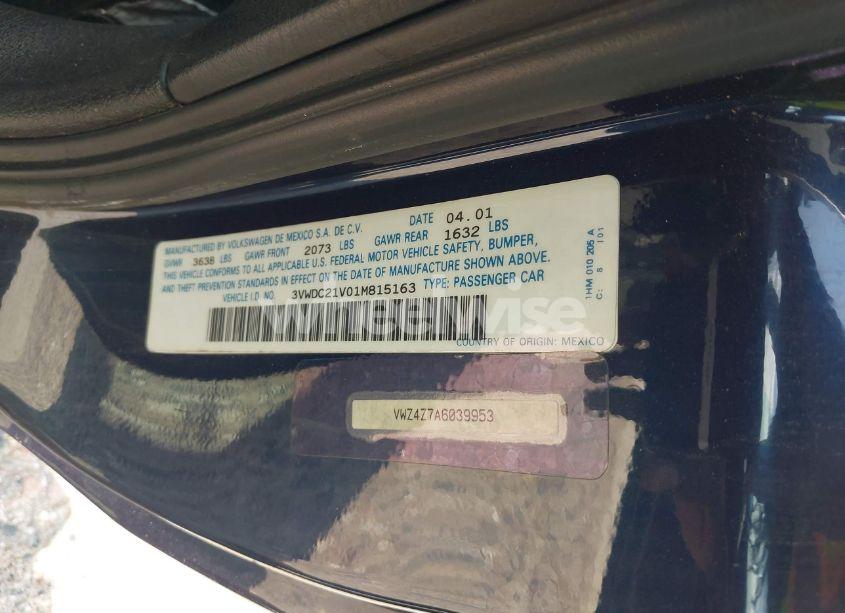 MANUFACTURED BY VOLKSWAGEN DE MEXICO S.A. DE C.V. DATE 04.01
GVWR 3638 LBS GAWR FRONT 2073 LBS GAWR REAR 1632 LBS
THIS VEHICLE CONFORMS TO ALL APPLICABLE U.S. FEDERAL MOTOR VEHICLE SAFETY, BUMPER,
AND THEFT PREVENTION STANDARDS IN EFFECT ON THE DATE OF MANUFACTURE SHOWN ABOVE.
VEHICLE I.D. NO. 3VWDC21V01M815163 TYPE: PASSENGER CAR
COUNTRY OF ORIGIN: MEXICO
1HM 010 205 A
C: 8 101
wheelwise
VWZ4Z7A6039953